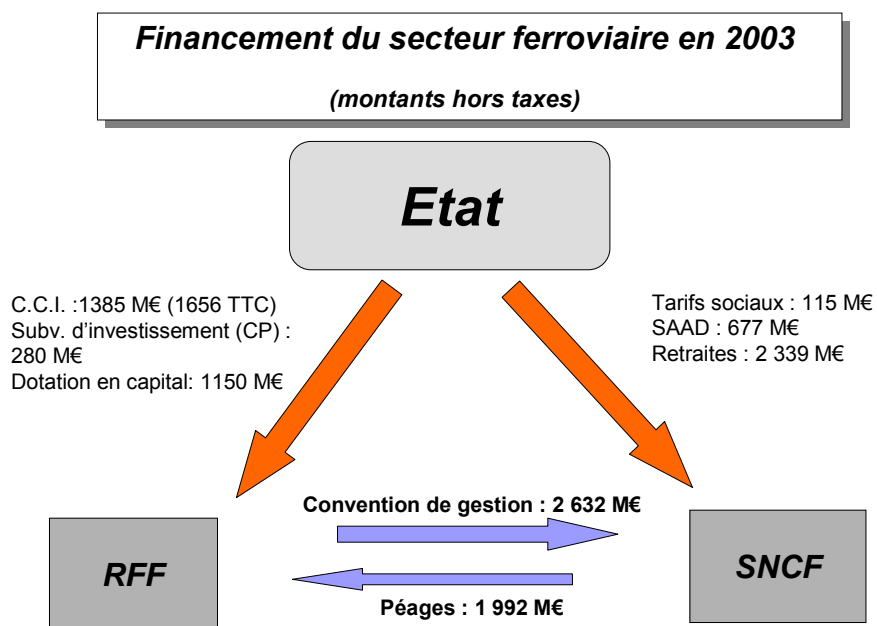 Financement du secteur ferroviaire en 2003
(montants hors taxes)
Etat
C.C.I. :1385 M€ (1656 TTC)
Subv. d'investissement (CP) :
280 M€
Dotation en capital: 1150 M€
Tarifs sociaux : 115 M€
SAAD : 677 M€
Retraites : 2 339 M€
Convention de gestion : 2 632 M€
RFF
SNCF
Péages : 1 992 M€